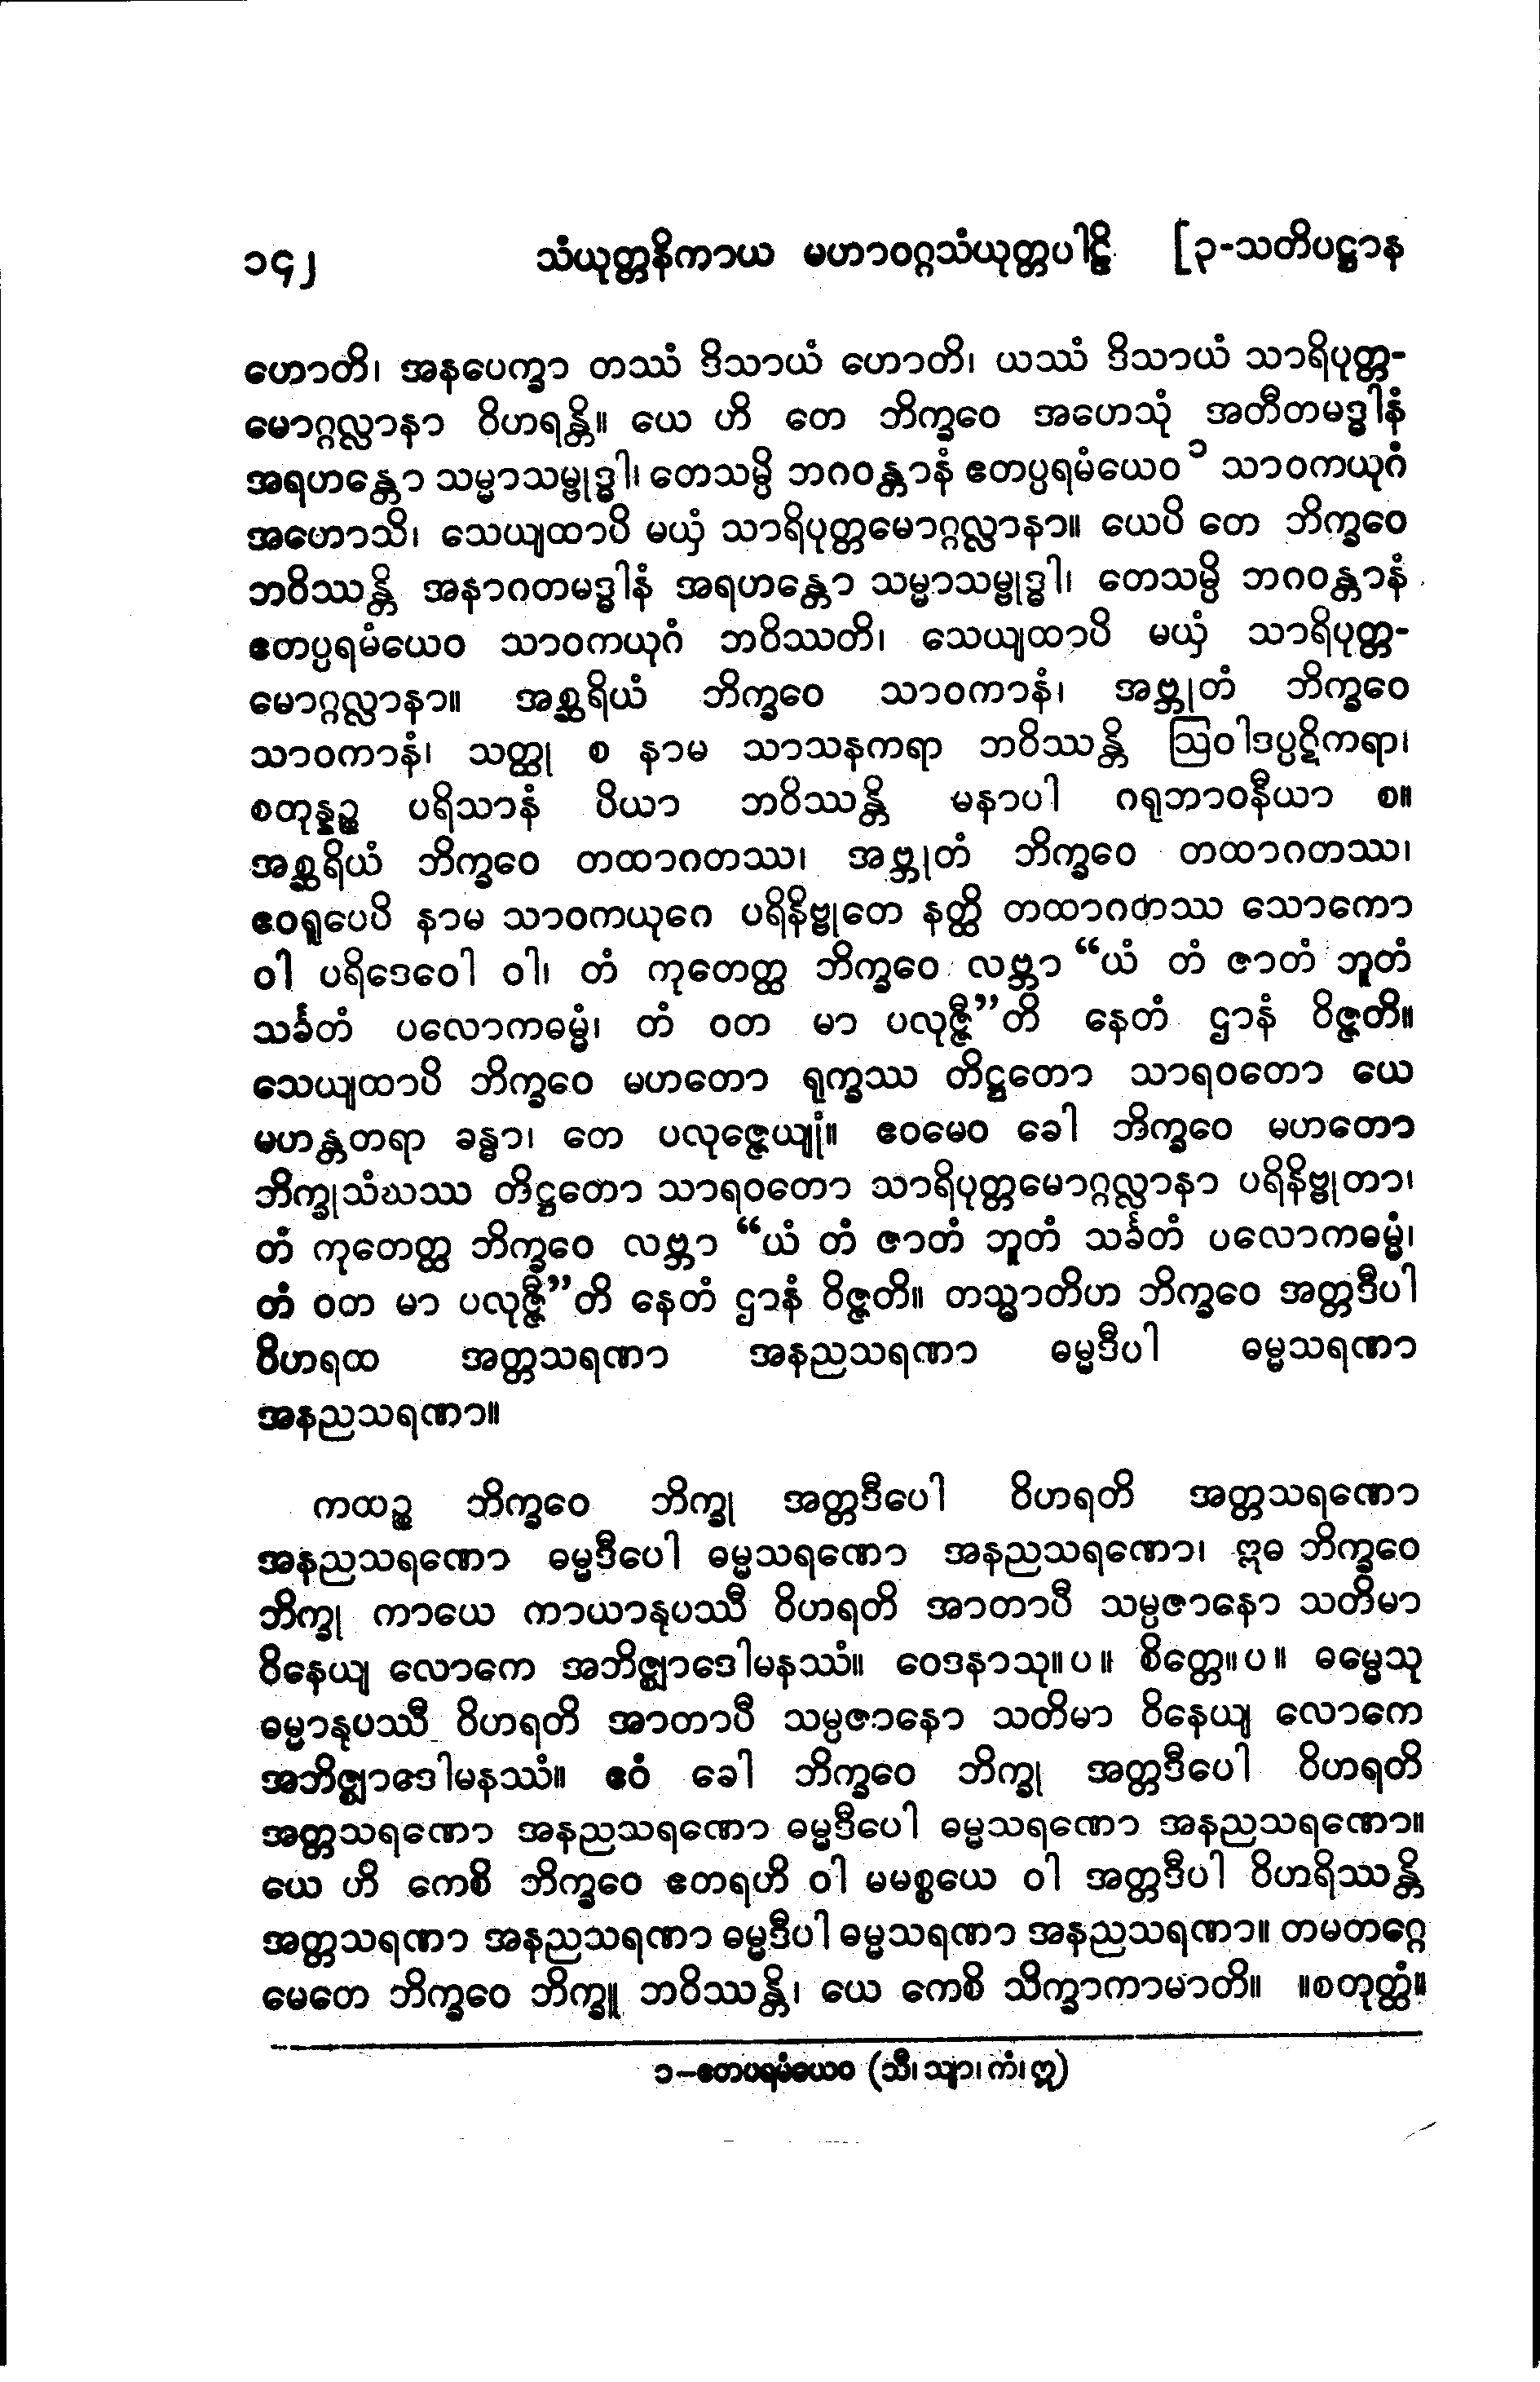 ၁၄၂ သံယုတ္တနိကာယ မဟာဝဂ္ဂသံယုတ္တပါဠိ [၃-သတိပဋ္ဌာန
ဟောတိ၊ အနပေက္ခာ တဿံ ဒိသာယံ ဟောတိ၊ ယဿံ ဒိသာယံ သာရိပုတ္တ-
မောဂ္ဂလ္လာနာ ဝိဟရန္တိ။ ယေ ဟိ တေ ဘိက္ခဝေ အဟေသုံ အတီတမဒ္ဓါနံ
အရဟန္တော သမ္မာသမ္ဗုဒ္ဓါ၊ တေသမ္ပိ ဘဂဝန္တာနံ ဧတပ္ပရမံယေဝ ၁ သာဝကယုဂံ
အဟောသိ၊ သေယျထာပိ မယှံ သာရိပုတ္တမောဂ္ဂလ္လာနာ။ ယေပိ တေ ဘိက္ခဝေ
ဘဝိဿန္တိ အနာဂတမဒ္ဓါနံ အရဟန္တော သမ္မာသမ္ဗုဒ္ဓါ၊ တေသမ္ပိ ဘဂဝန္တာနံ
ဧတပ္ပရမံယေဝ သာဝကယုဂံ ဘဝိဿတိ၊ သေယျထာပိ မယှံ သာရိပုတ္တ-
မောဂ္ဂလ္လာနာ။ အစ္ဆရိယံ ဘိက္ခဝေ သာဝကာနံ၊ အဗ္ဘုတံ ဘိက္ခဝေ
သာဝကာနံ၊ သတ္ထု စ နာမ သာသနကရာ ဘဝိဿန္တိ ဩဝါဒပ္ပဋိကရာ၊
စတုန္နဉ္စ ပရိသာနံ ပိယာ ဘဝိဿန္တိ မနာပါ ဂရုဘာဝနီယာ စ။
အစ္ဆရိယံ ဘိက္ခဝေ တထာဂတဿ၊ အဗ္ဘုတံ ဘိက္ခဝေ တထာဂတဿ၊
ဧဝရူပေပိ နာမ သာဝကယုဂေ ပရိနိဗ္ဗုတေ နတ္ထိ တထာဂတဿ သောကော
ဝါ ပရိဒေဝေါ ဝါ၊ တံ ကုတေတ္ထ ဘိက္ခဝေ လဗ္ဘာ “ယံ တံ ဇာတံ ဘူတံ
သင်္ခတံ ပလောကဓမ္မံ၊ တံ ဝတ မာ ပလုဇ္ဇီ”တိ နေတံ ဌာနံ ဝိဇ္ဇတိ။
သေယျထာပိ ဘိက္ခဝေ မဟတော ရုက္ခဿ တိဋ္ဌတော သာရဝတော ယေ
မဟန္တတရာ ခန္ဓာ၊ တေ ပလုဇ္ဇေယျုံ။ ဧဝမေဝ ခေါ ဘိက္ခဝေ မဟတော
ဘိက္ခုသံဃဿ တိဋ္ဌတော သာရဝတော သာရိပုတ္တမောဂ္ဂလ္လာနာ ပရိနိဗ္ဗုတာ၊
တံ ကုတေတ္ထ ဘိက္ခဝေ လဗ္ဘာ “ယံ တံ ဇာတံ ဘူတံ သင်္ခတံ ပလောကဓမ္မံ၊
တံ ဝတ မာ ပလုဇ္ဇီ”တိ နေတံ ဌာနံ ဝိဇ္ဇတိ။ တသ္မာတိဟ ဘိက္ခဝေ အတ္တဒီပါ
ဝိဟရထ အတ္တသရဏာ အနညသရဏာ ဓမ္မဒီပါ ဓမ္မသရဏာ
အနညသရဏာ။
ကထဉ္စ ဘိက္ခဝေ ဘိက္ခု အတ္တဒီပေါ ဝိဟရတိ အတ္တသရဏော
အနညသရဏော ဓမ္မဒီပေါ ဓမ္မသရဏော အနညသရဏော၊ ဣဓ ဘိက္ခဝေ
ဘိက္ခု ကာယေ ကာယာနုပဿီ ဝိဟရတိ အာတာပီ သမ္ပဇာနော သတိမာ
ဝိနေယျ လောကေ အဘိဇ္ဈာဒေါမနဿံ။ ဝေဒနာသု။ပ။ စိတ္တေ။ပ။ ဓမ္မေသု
ဓမ္မာနုပဿီ ဝိဟရတိ အာတာပီ သမ္ပဇာနော သတိမာ ဝိနေယျ လောကေ
အဘိဇ္ဈာဒေါမနဿံ။ ဧဝံ ခေါ ဘိက္ခဝေ ဘိက္ခု အတ္တဒီပေါ ဝိဟရတိ
အတ္တသရဏော အနညသရဏော ဓမ္မဒီပေါ ဓမ္မသရဏော အနညသရဏော။
ယေ ဟိ ကေစိ ဘိက္ခဝေ ဧတရဟိ ဝါ မမစ္စယေ ဝါ အတ္တဒီပါ ဝိဟရိဿန္တိ
အတ္တသရဏာ အနညသရဏာ ဓမ္မဒီပါ ဓမ္မသရဏာ အနညသရဏာ။ တမတဂ္ဂေ
မေတေ ဘိက္ခဝေ ဘိက္ခူ ဘဝိဿန္တိ၊ ယေ ကေစိ သိက္ခာကာမာတိ။ ။စတုတ္ထံ။
၁-ဧတပရမံယေဝ (သီ၊ သျာ၊ ကံ၊ ဣ)